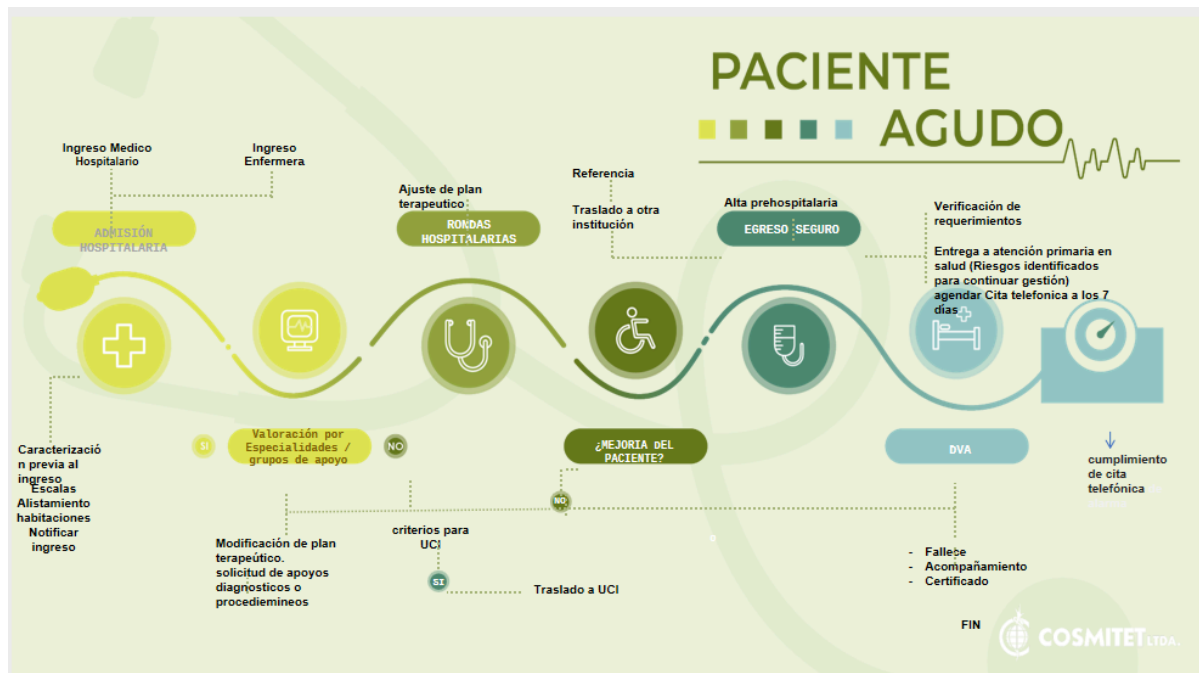 PACIENTE
AGUDO
Ingreso Medico
Hospitalario
Ingreso
Enfermera
ADMISIÓN
HOSPITALARIA
Ajuste de plan
terapeutico
RONDAS
HOSPITALARIAS
Referencia
Traslado a otra
institución
Alta prehospitalaria
EGRESO SEGURO
Verificación de
requerimientos
Entrega a atención primaria en
salud (Riesgos identificados
para continuar gestión)
agendar Cita telefonica a los 7
días
Caracterizació
n previa al
ingreso
Escalas
Alistamiento
habitaciones
Notificar
ingreso
SI
Valoración por
Especialidades /
grupos de apoyo
NO
¿MEJORIA DEL
PACIENTE?
NO
DVA
cumplimiento
de cita
telefónica
Modificación de plan
terapeútico.
solicitud de apoyos
diagnosticos o
procediemineos
criterios para
UCI
SI
Traslado a UCI
- Fallece
- Acompañamiento
- Certificado
FIN
COSMITET LTDA.